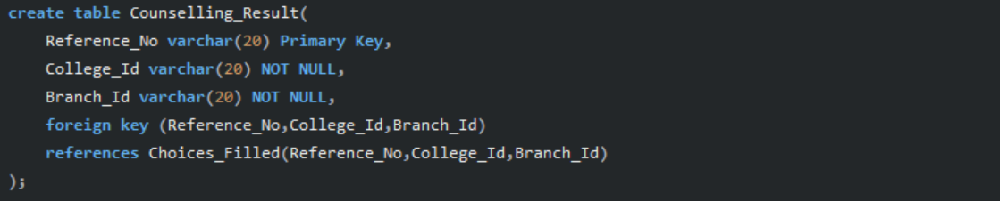 create table Counselling_Result(
    Reference_No varchar(20) Primary Key,
    College_Id varchar(20) NOT NULL,
    Branch_Id varchar(20) NOT NULL,
    foreign key (Reference_No,College_Id,Branch_Id)
    references Choices_Filled(Reference_No,College_Id,Branch_Id)
);